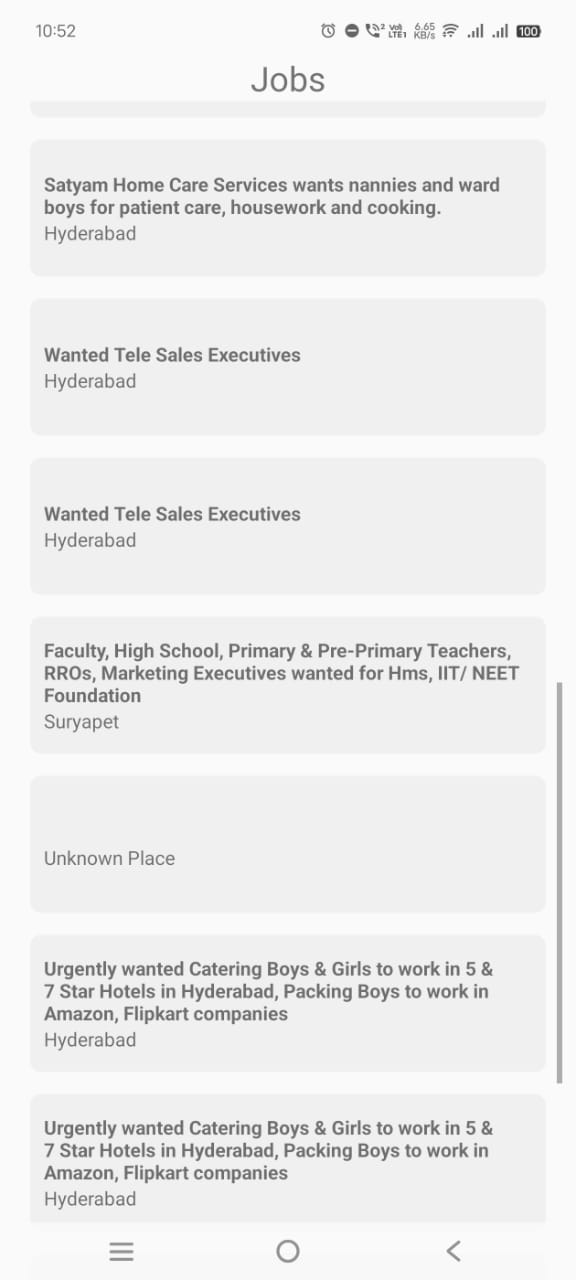 10:52
2
Vo)
LTE1
6.65
KB/s
100
Jobs
Satyam Home Care Services wants nannies and ward
boys for patient care, housework and cooking.
Hyderabad
Wanted Tele Sales Executives
Hyderabad
Wanted Tele Sales Executives
Hyderabad
Faculty, High School, Primary & Pre-Primary Teachers,
RROs, Marketing Executives wanted for Hms, IIT/ NEET
Foundation
Suryapet
Unknown Place
Urgently wanted Catering Boys & Girls to work in 5 &
7 Star Hotels in Hyderabad, Packing Boys to work in
Amazon, Flipkart companies
Hyderabad
Urgently wanted Catering Boys & Girls to work in 5 &
7 Star Hotels in Hyderabad, Packing Boys to work in
Amazon, Flipkart companies
Hyderabad